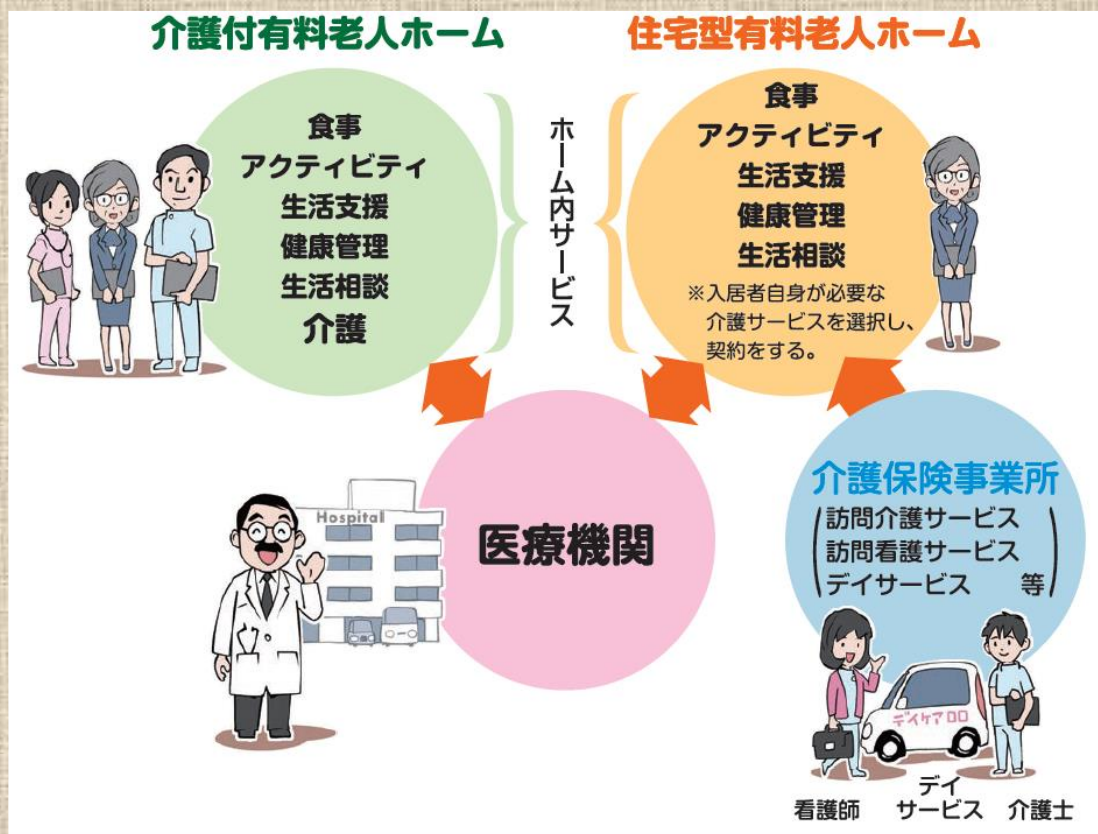 介護付有料老人ホーム
食事
アクティビティ
生活支援
健康管理
生活相談
介護
ホーム内サービス
住宅型有料老人ホーム
食事
アクティビティ
生活支援
健康管理
生活相談
※入居者自身が必要な
介護サービスを選択し、
契約をする。
Hospital
医療機関
介護保険事業所
(訪問介護サービス
訪問看護サービス
デイサービス 等)
デイケア口口
看護師
デイ
サービス
介護士